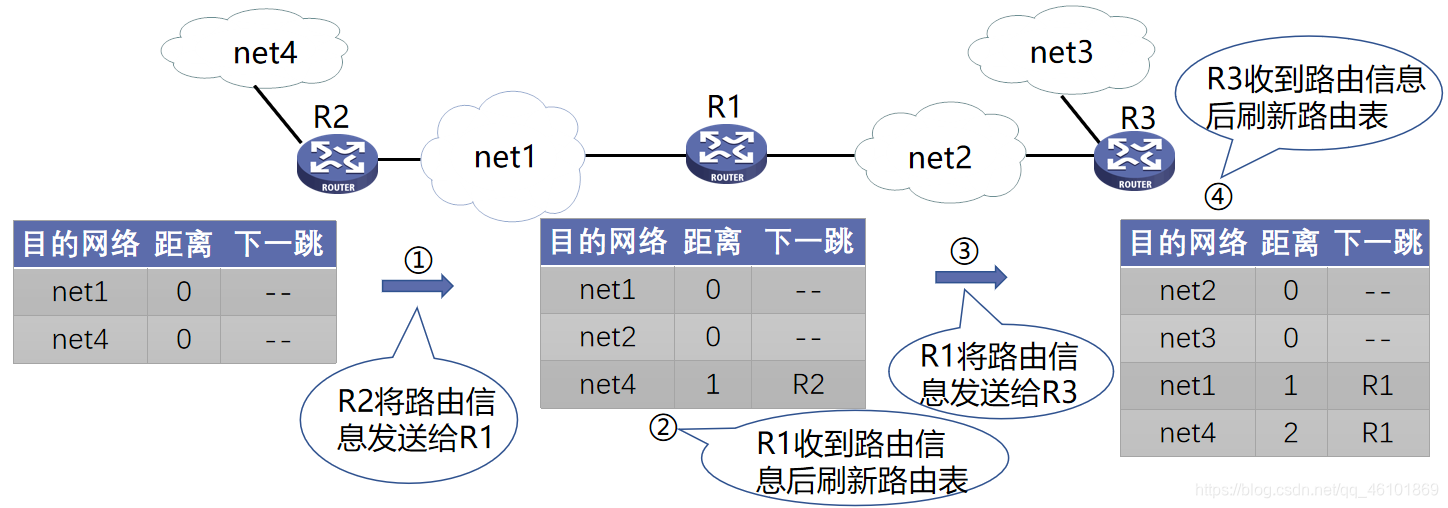 net4
net3
R2
R1
R3
net1
net2
ROUTER
ROUTER
ROUTER
R3收到路由信息
后刷新路由表
④
目的网络 距离 下一跳
net1 0 --
net4 0 --
①
R2将路由信
息发送给R1
目的网络 距离 下一跳
net1 0 --
net2 0 --
net4 1 R2
②
R1收到路由信
息后刷新路由表
③
R1将路由信
息发送给R3
目的网络 距离 下一跳
net2 0 --
net3 0 --
net1 1 R1
net4 2 R1
https://blog.csdn.net/qq_46101869